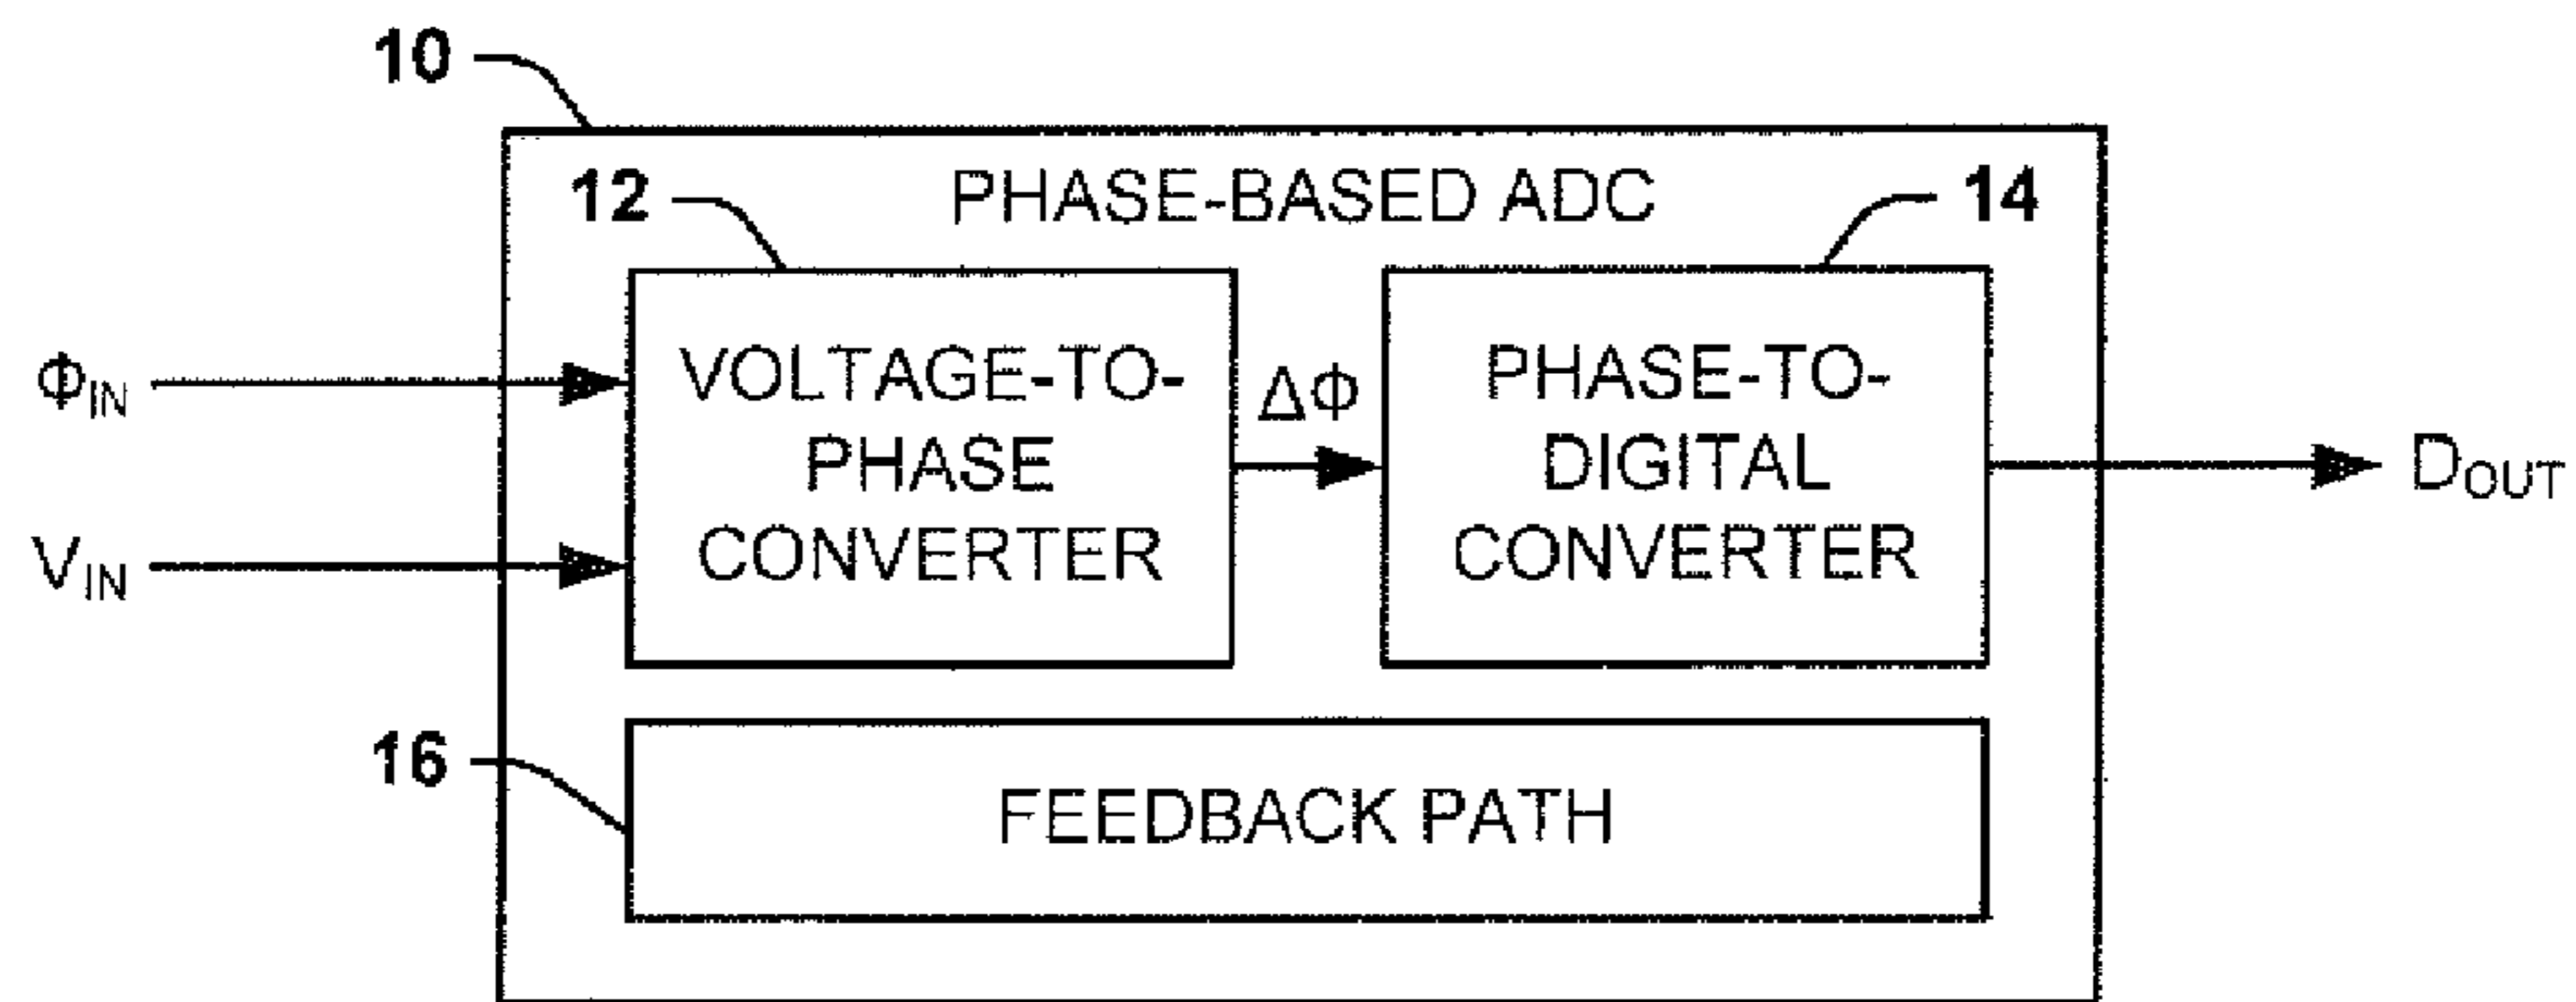 10
PHASE-BASED ADC
12
14
VOLTAGE-TO-
PHASE
CONVERTER
PHASE-TO-
DIGITAL
CONVERTER
ΦIN
VIN
ΔΦ
DOUT
16
FEEDBACK PATH